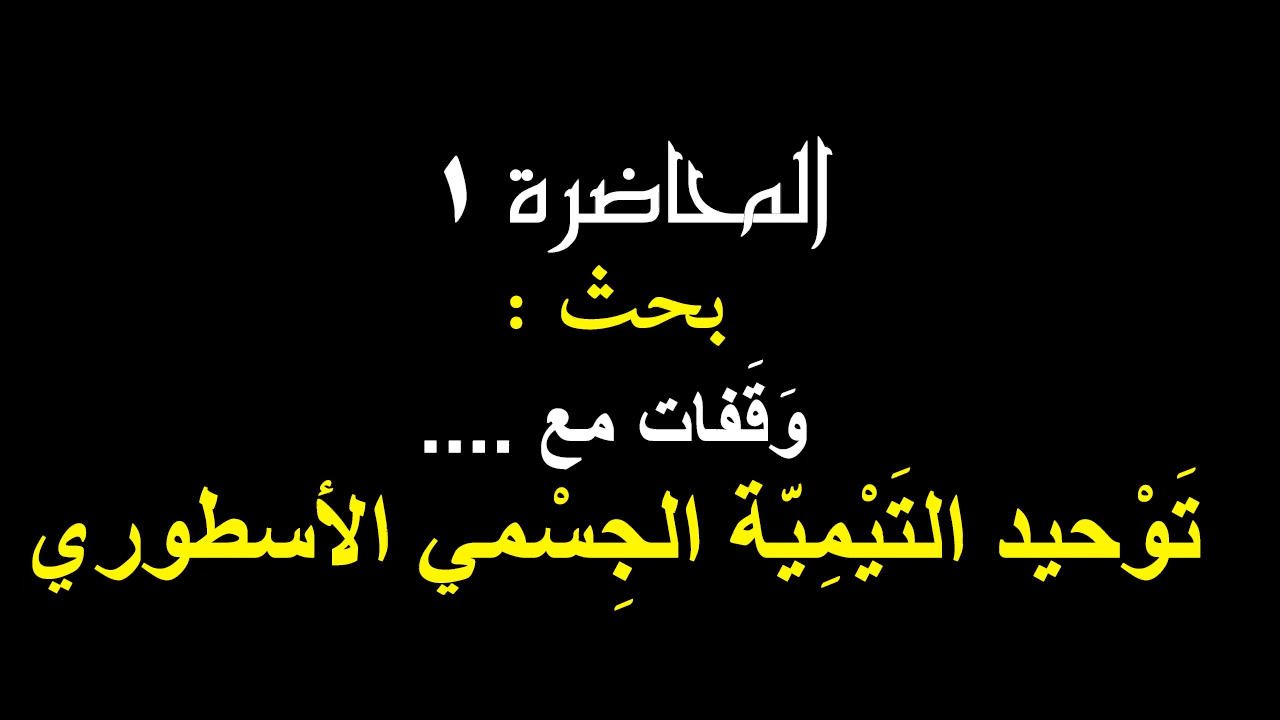 المحاضرة ١
بحث :
وَقَفات مع ....
تَوْحيد التَيْمِيّة الجِسْمي الأسطوري